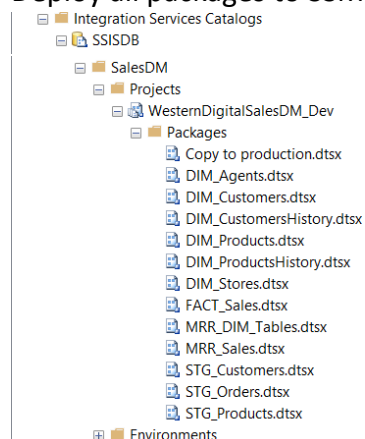 Deploy all packages to
Integration Services Catalogs
SSISDB
SalesDM
Projects
WesternDigitalSalesDM_Dev
Packages
Copy to production.dtsx
DIM_Agents.dtsx
DIM_Customers.dtsx
DIM_CustomersHistory.dtsx
DIM_Products.dtsx
DIM_ProductsHistory.dtsx
DIM_Stores.dtsx
FACT_Sales.dtsx
MRR_DIM_Tables.dtsx
MRR_Sales.dtsx
STG_Customers.dtsx
STG_Orders.dtsx
STG_Products.dtsx
Environments